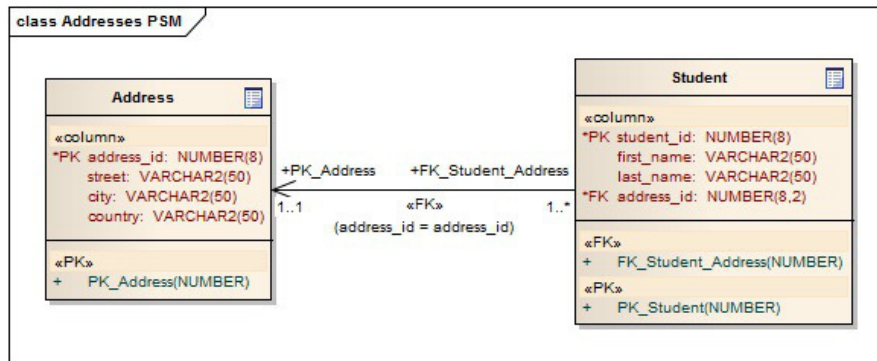 class Addresses PSM
Address
«column»
*PK address_id: NUMBER(8)
street: VARCHAR2(50)
city: VARCHAR2(50)
country: VARCHAR2(50)
«PK»
+ PK_Address(NUMBER)
+PK_Address +FK_Student_Address
1..1 «FK» 1..*
(address_id = address_id)
Student
«column»
*PK student_id: NUMBER(8)
first_name: VARCHAR2(50)
last_name: VARCHAR2(50)
*FK address_id: NUMBER(8,2)
«FK»
+ FK_Student_Address(NUMBER)
«PK»
+ PK_Student(NUMBER)